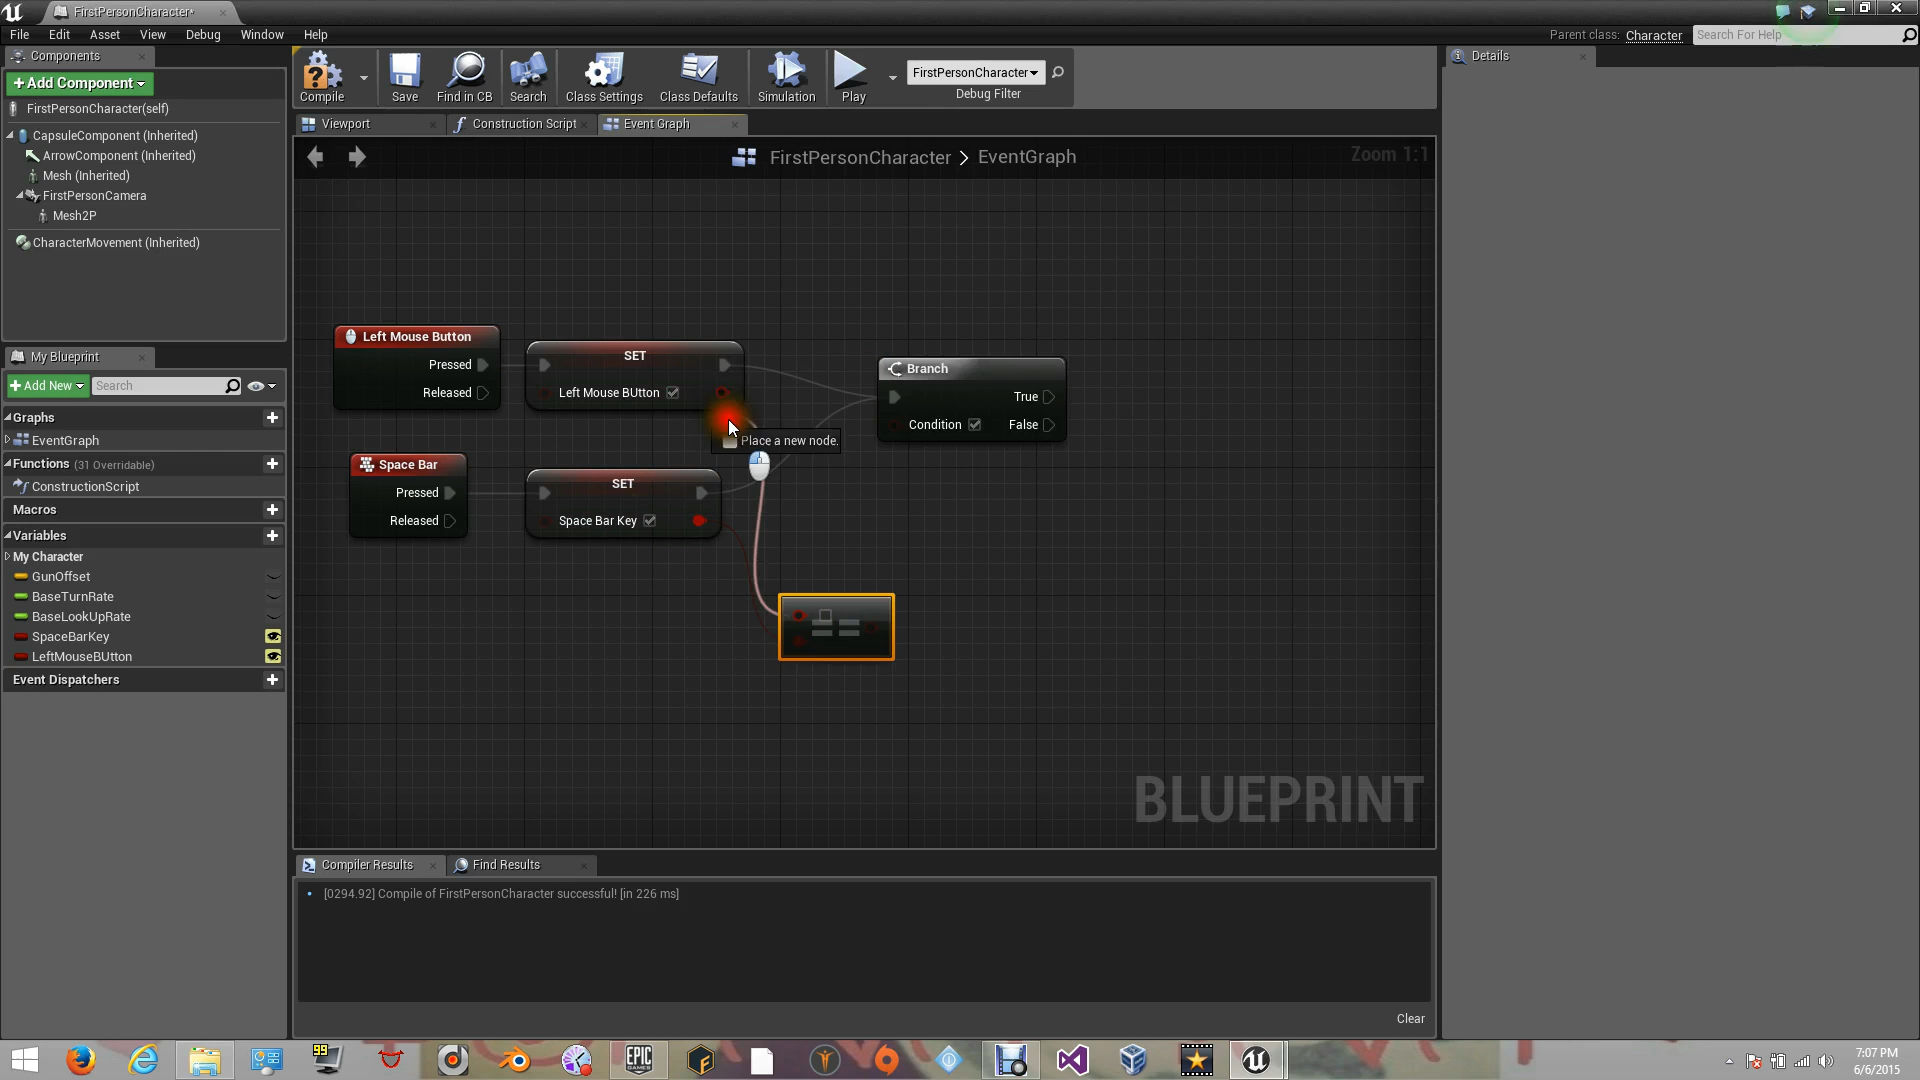 FirstPersonCharacter*
File Edit Asset View Debug Window Help
Parent class: Character Search For Help
Components
+Add Component
FirstPersonCharacter(self)
CapsuleComponent (Inherited)
ArrowComponent (Inherited)
Mesh (Inherited)
FirstPersonCamera
Mesh2P
CharacterMovement (Inherited)
My Blueprint
+Add New Search
Graphs
EventGraph
Functions (31 Overridable)
ConstructionScript
Macros
Variables
My Character
GunOffset
BaseTurnRate
BaseLookUpRate
SpaceBarKey
LeftMouseBUtton
Event Dispatchers
Compile Save Find in CB Search Class Settings Class Defaults Simulation Play
FirstPersonCharacter
Debug Filter
Viewport Construction Script Event Graph
FirstPersonCharacter > EventGraph
Zoom 1:1
Left Mouse Button
Pressed
Released
SET
Left Mouse BUtton
Branch
True
Condition False
Place a new node.
Space Bar
Pressed
Released
SET
Space Bar Key
==
BLUEPRINT
Compiler Results Find Results
[0294.92] Compile of FirstPersonCharacter successful! [in 226 ms]
Clear
Details
99
EPIC GAMES
7:07 PM
6/6/2015